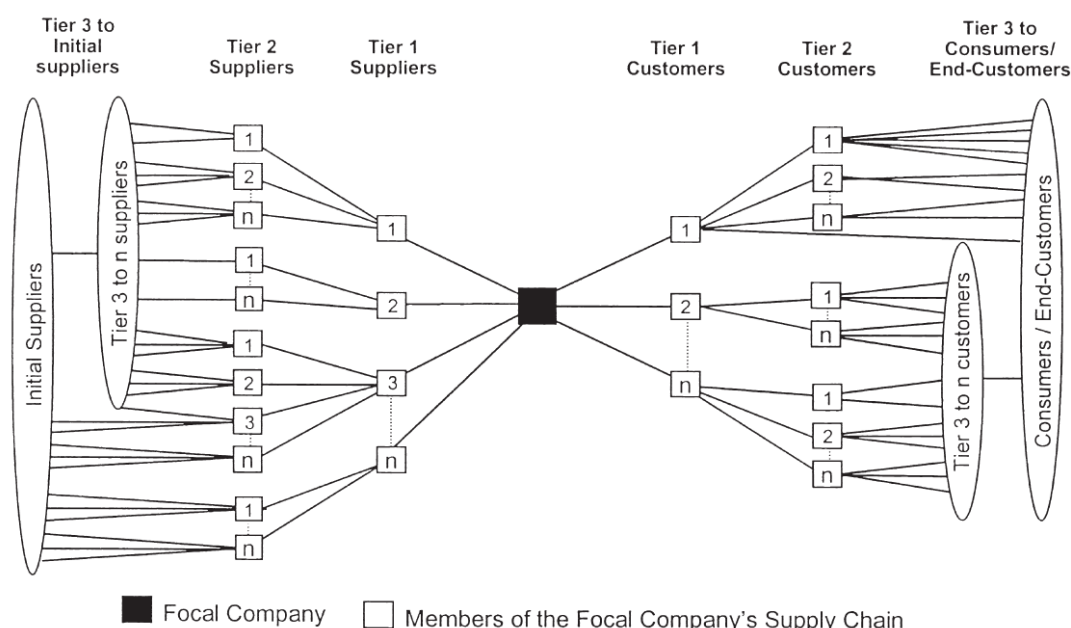 Tier 3 to
Initial
suppliers
Tier 2
Suppliers
Tier 1
Suppliers
Tier 1
Customers
Tier 2
Customers
Tier 3 to
Consumers/
End-Customers
Initial Suppliers
Tier 3 to n suppliers
1
2
n
1
n
1
2
3
n
1
n
1
2
3
n
1
2
n
1
2
n
1
n
1
2
n
Tier 3 to n customers
Consumers / End-Customers
Focal Company
Members of the Focal Company's Supply Chain